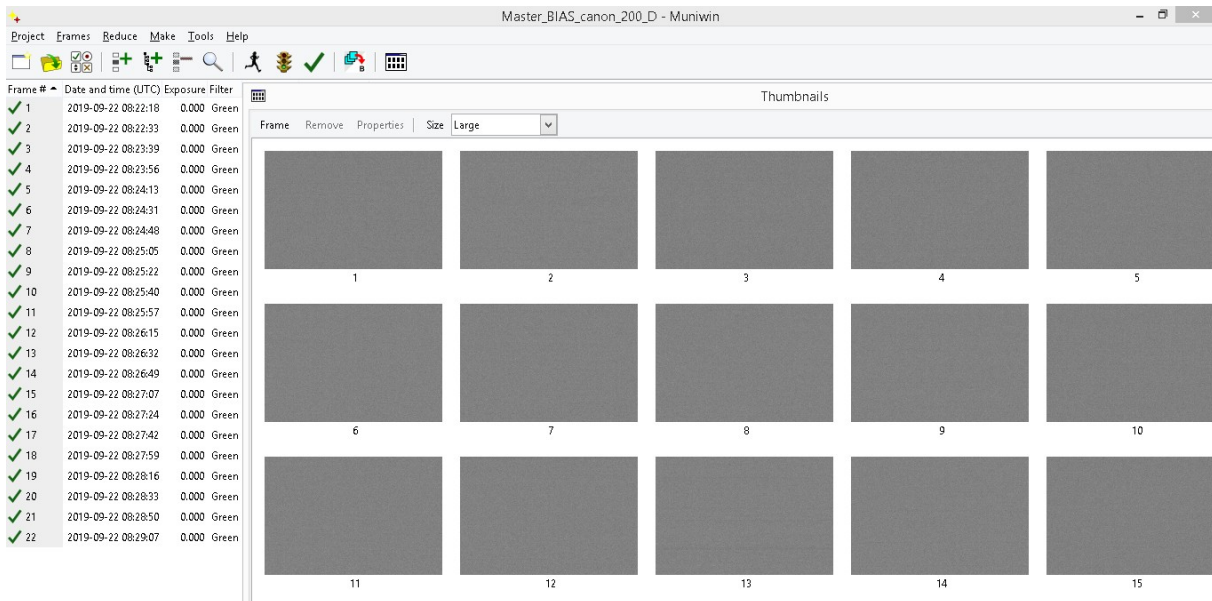 Master_BIAS_canon_200_D - Muniwin
Project Frames Reduce Make Tools Help
B
Frame # Date and time (UTC) Exposure Filter
1 2019-09-22 08:22:18 0.000 Green
2 2019-09-22 08:22:33 0.000 Green
3 2019-09-22 08:23:39 0.000 Green
4 2019-09-22 08:23:56 0.000 Green
5 2019-09-22 08:24:13 0.000 Green
6 2019-09-22 08:24:31 0.000 Green
7 2019-09-22 08:24:48 0.000 Green
8 2019-09-22 08:25:05 0.000 Green
9 2019-09-22 08:25:22 0.000 Green
10 2019-09-22 08:25:40 0.000 Green
11 2019-09-22 08:25:57 0.000 Green
12 2019-09-22 08:26:15 0.000 Green
13 2019-09-22 08:26:32 0.000 Green
14 2019-09-22 08:26:49 0.000 Green
15 2019-09-22 08:27:07 0.000 Green
16 2019-09-22 08:27:24 0.000 Green
17 2019-09-22 08:27:42 0.000 Green
18 2019-09-22 08:27:59 0.000 Green
19 2019-09-22 08:28:16 0.000 Green
20 2019-09-22 08:28:33 0.000 Green
21 2019-09-22 08:28:50 0.000 Green
22 2019-09-22 08:29:07 0.000 Green
Thumbnails
Frame Remove Properties Size Large
1 2 3 4 5
6 7 8 9 10
11 12 13 14 15